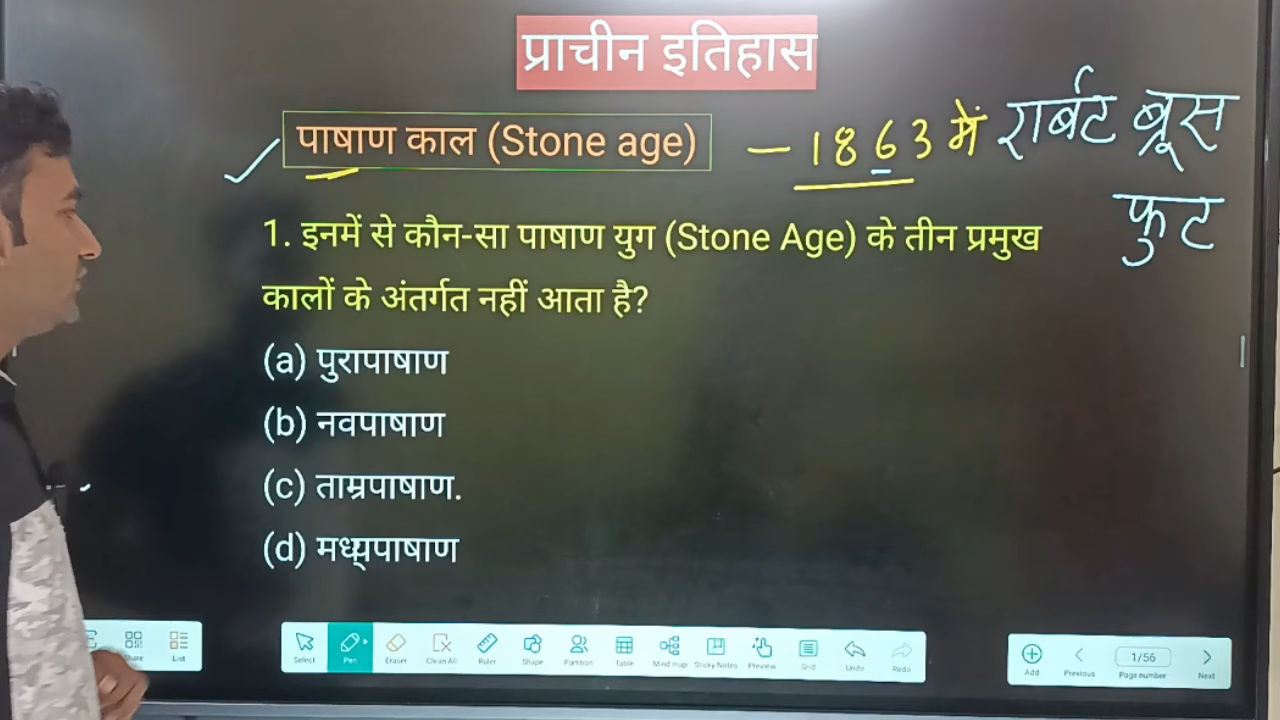 प्राचीन इतिहास
पाषाण काल (Stone age) — 1863 में रार्बट ब्रूस
फुट
1. इनमें से कौन-सा पाषाण युग (Stone Age) के तीन प्रमुख
कालों के अंतर्गत नहीं आता है?
(a) पुरापाषाण
(b) नवपाषाण
(c) ताम्रपाषाण.
(d) मध्यपाषाण
Share List Select Pen Eraser Clean All Ruler Shape Partition Table Mind map Sticky Notes Preview Grid Undo Redo Add Previous 1/56 Page number Next